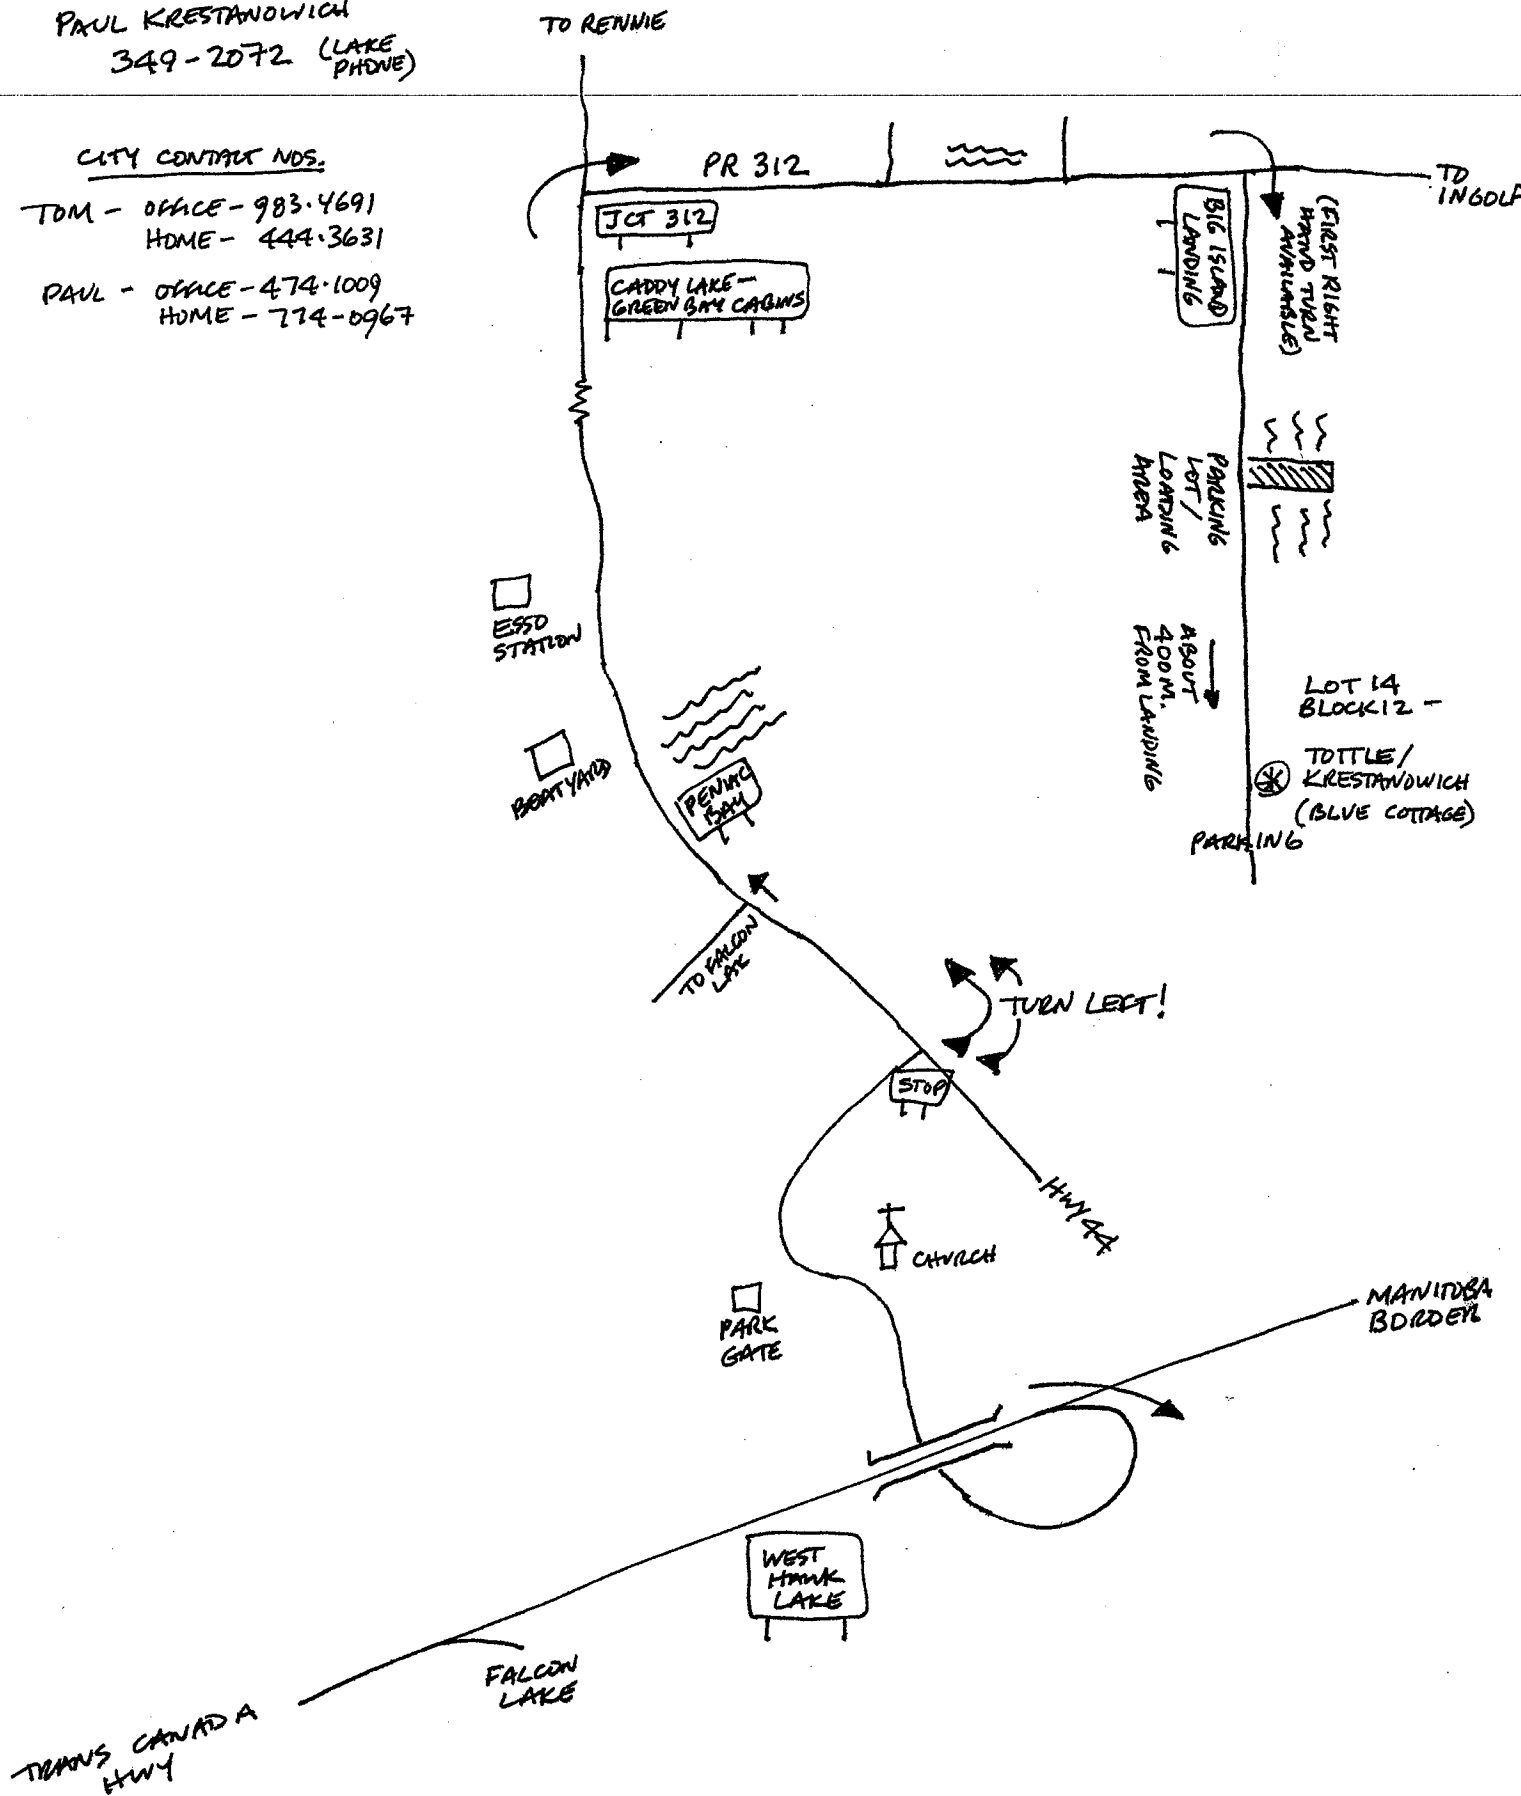 PAUL KRESTANOWICH
349-2072 (LAKE
PHONE)
TO RENNIE
CITY CONTACT NOS.
TOM - OFFICE - 983.4691
HOME - 444.3631
PAUL - OFFICE - 474.1009
HOME - 774-0967
PR 312
TO
INGOLF
JCT 312
CADDY LAKE -
GREEN BAY CABINS
BIG ISLAND
LANDING
(FIRST RIGHT
HAND TURN
AVAILABLE)
PARKING
LOT /
LOADING
AREA
ESSO
STATION
ABOUT
400 M.
FROM LANDING
LOT 14
BLOCK 12 -
TOTTLE /
KRESTANOWICH
(BLUE COTTAGE)
PARKING
BOATYARD
PENIAC
BAY
TO FALCON
LAK
TURN LEFT!
STOP
HWY 44
CHURCH
PARK
GATE
MANITOBA
BORDER
WEST
HAWK
LAKE
FALCON
LAKE
TRANS CANADA
HWY